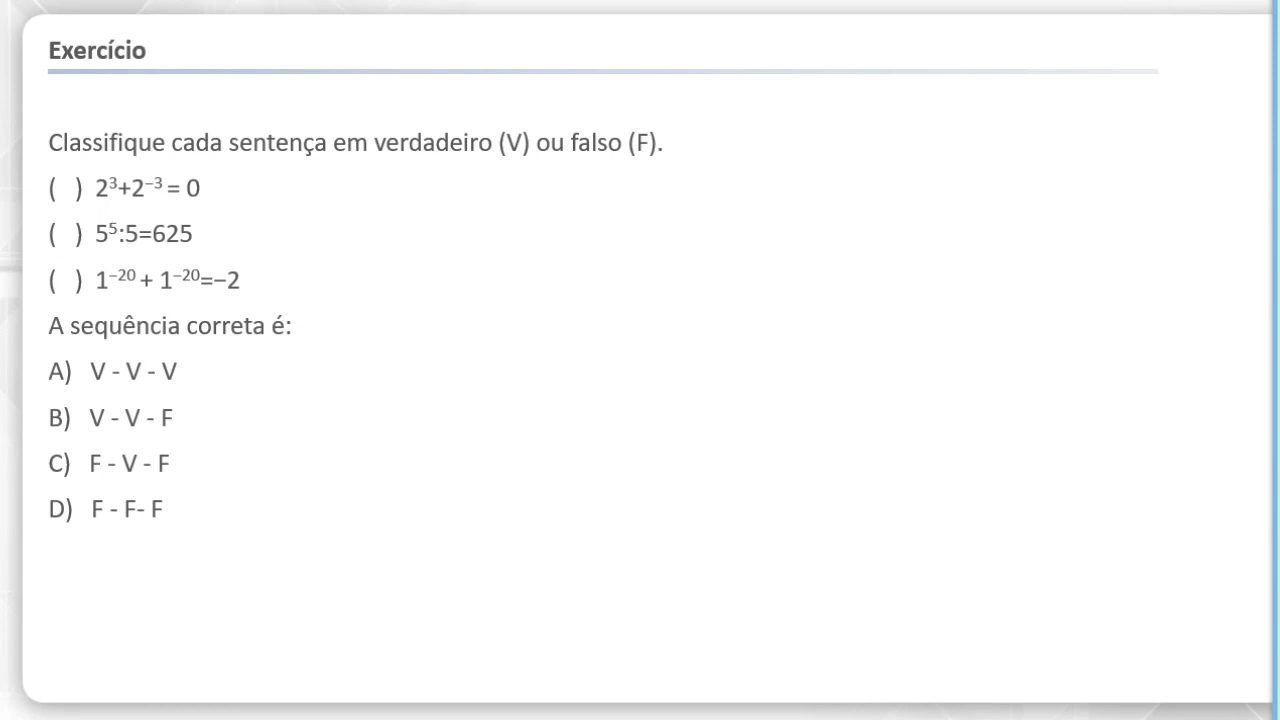 Exercício
Classifique cada sentença em verdadeiro (V) ou falso (F).
( ) 2³+2⁻³ = 0
( ) 5⁵:5=625
( ) 1⁻²⁰ + 1⁻²⁰=−2
A sequência correta é:
A) V - V - V
B) V - V - F
C) F - V - F
D) F - F- F